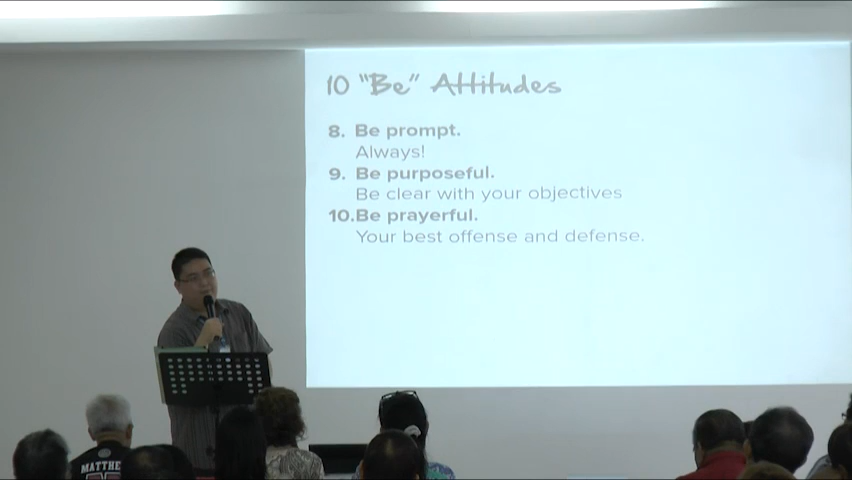 10 "Be" Attitudes
8. Be prompt.
Always!
9. Be purposeful.
Be clear with your objectives
10.Be prayerful.
Your best offense and defense.
MATTHE